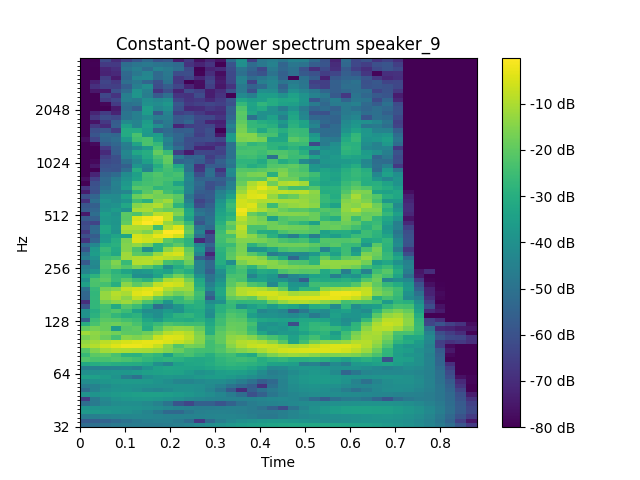 Constant-Q power spectrum speaker_9
Hz
2048
1024
512
256
128
64
32
0 0.1 0.2 0.3 0.4 0.5 0.6 0.7 0.8
Time
-10 dB
-20 dB
-30 dB
-40 dB
-50 dB
-60 dB
-70 dB
-80 dB